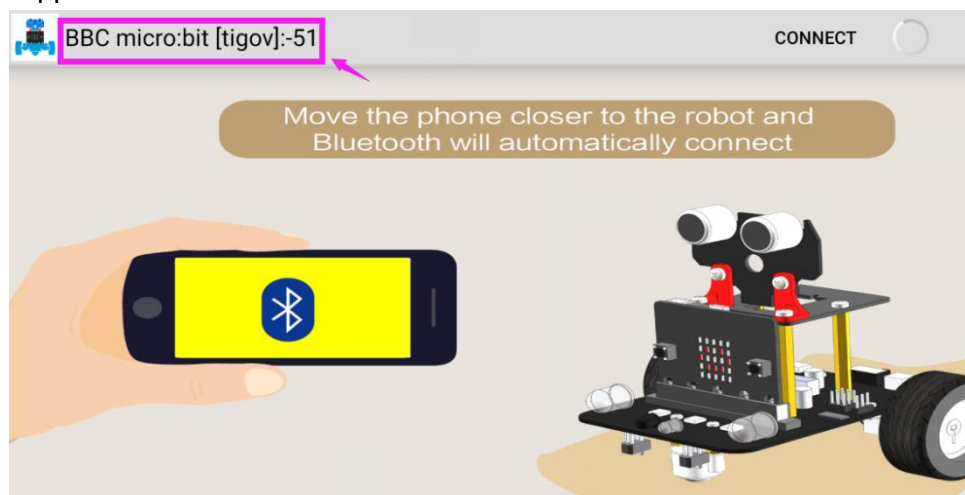 BBC micro:bit [tigov]:-51
CONNECT
Move the phone closer to the robot and
Bluetooth will automatically connect